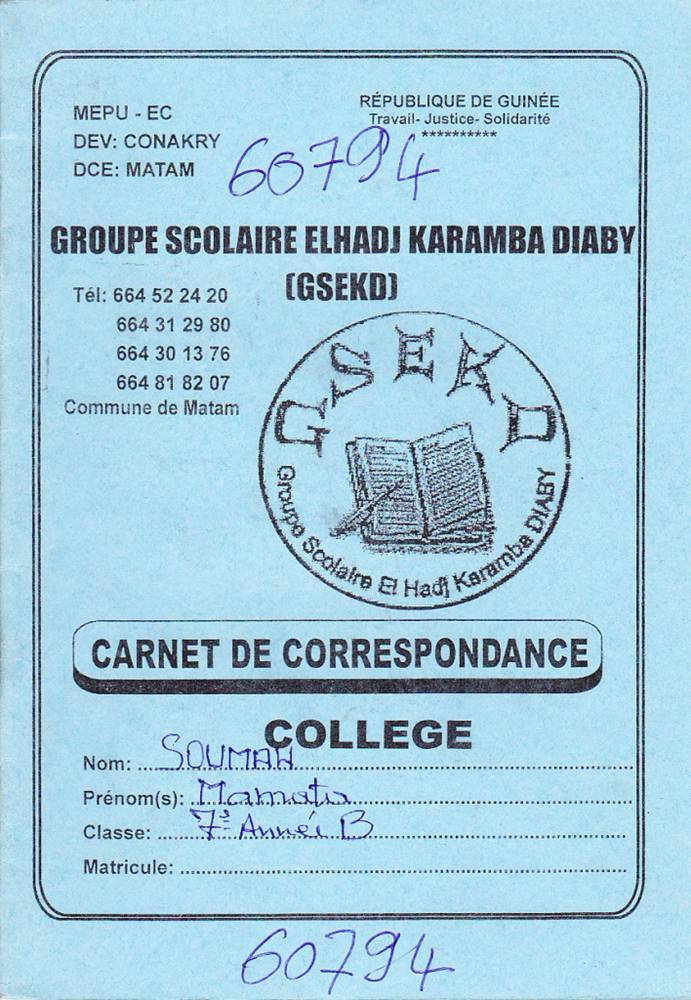 MEPU - EC
DEV: CONAKRY
DCE: MATAM
RÉPUBLIQUE DE GUINÉE
Travail- Justice- Solidarité
**********
60794
GROUPE SCOLAIRE ELHADJ KARAMBA DIABY
(GSEKD)
Tél: 664 52 24 20
664 31 29 80
664 30 13 76
664 81 82 07
Commune de Matam
GSEKD
Groupe Scolaire El Hadj Karamba DIABY
CARNET DE CORRESPONDANCE
COLLEGE
Nom: SOUMAH
Prénom(s): Mamata
Classe: 7è Année B
Matricule:
60794